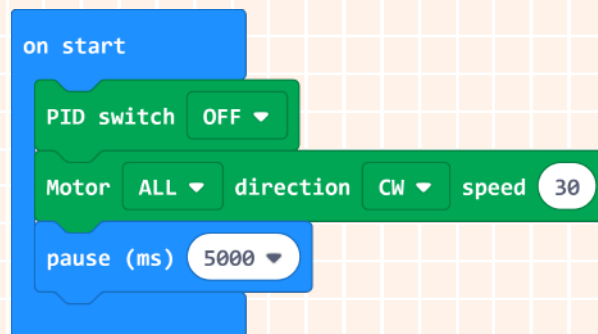 on start
PID switch OFF
Motor ALL direction CW speed 30
pause (ms) 5000